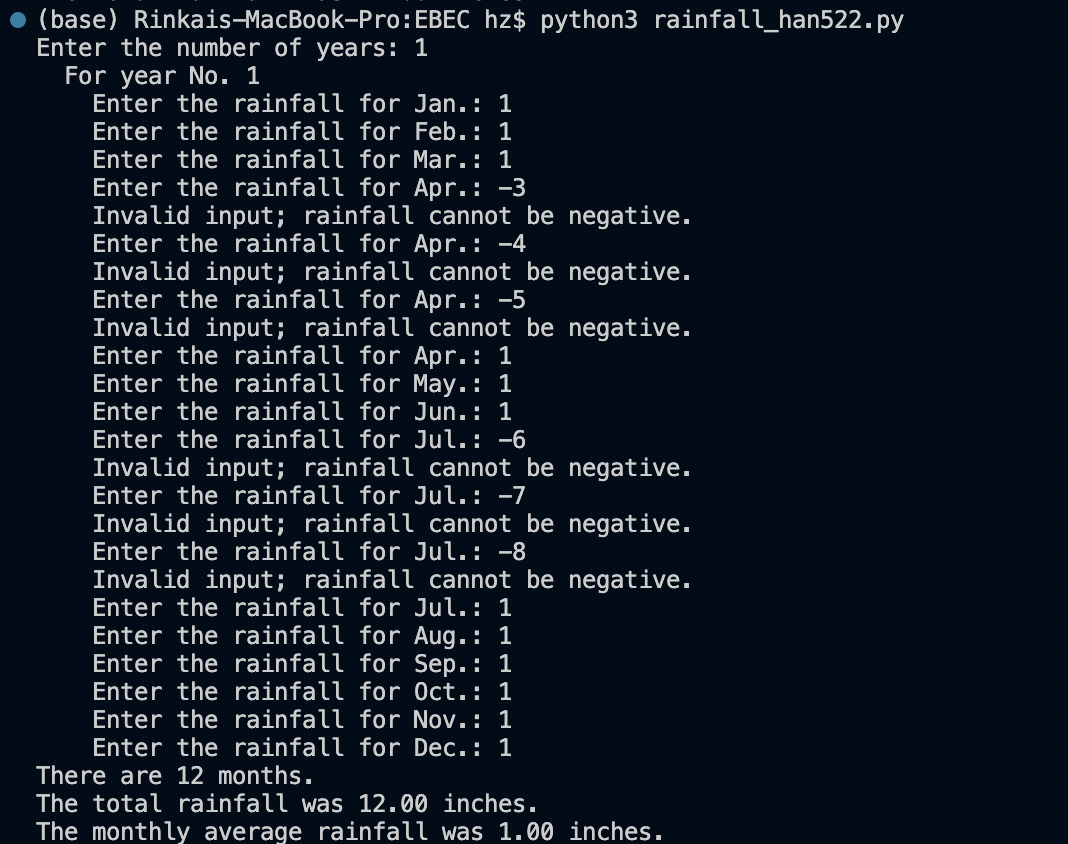 (base) Rinkais-MacBook-Pro:EBEC hz$ python3 rainfall_han522.py
Enter the number of years: 1
  For year No. 1
    Enter the rainfall for Jan.: 1
    Enter the rainfall for Feb.: 1
    Enter the rainfall for Mar.: 1
    Enter the rainfall for Apr.: -3
    Invalid input; rainfall cannot be negative.
    Enter the rainfall for Apr.: -4
    Invalid input; rainfall cannot be negative.
    Enter the rainfall for Apr.: -5
    Invalid input; rainfall cannot be negative.
    Enter the rainfall for Apr.: 1
    Enter the rainfall for May.: 1
    Enter the rainfall for Jun.: 1
    Enter the rainfall for Jul.: -6
    Invalid input; rainfall cannot be negative.
    Enter the rainfall for Jul.: -7
    Invalid input; rainfall cannot be negative.
    Enter the rainfall for Jul.: -8
    Invalid input; rainfall cannot be negative.
    Enter the rainfall for Jul.: 1
    Enter the rainfall for Aug.: 1
    Enter the rainfall for Sep.: 1
    Enter the rainfall for Oct.: 1
    Enter the rainfall for Nov.: 1
    Enter the rainfall for Dec.: 1
There are 12 months.
The total rainfall was 12.00 inches.
The monthly average rainfall was 1.00 inches.